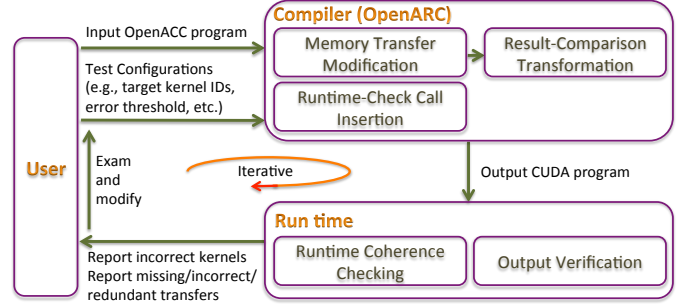 Compiler (OpenARC)
Input OpenACC program
Memory Transfer
Modification
Result-Comparison
Transformation
Test Configurations
(e.g., target kernel IDs,
error threshold, etc.)
Runtime-Check Call
Insertion
User
Exam
and
modify
Iterative
Output CUDA program
Run time
Report incorrect kernels
Report missing/incorrect/
redundant transfers
Runtime Coherence
Checking
Output Verification